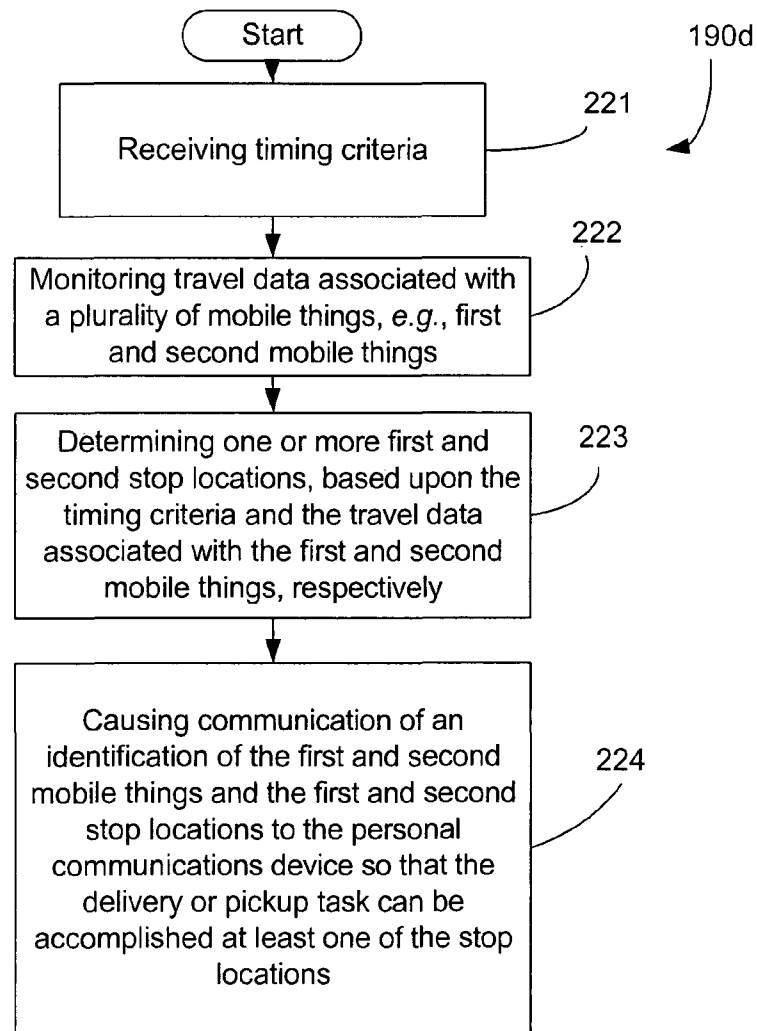 Start
190d
221
Receiving timing criteria
222
Monitoring travel data associated with
a plurality of mobile things, e.g., first
and second mobile things
Determining one or more first and
second stop locations, based upon the
timing criteria and the travel data
associated with the first and second
mobile things, respectively
223
Causing communication of an
identification of the first and second
mobile things and the first and second
stop locations to the personal
communications device so that the
delivery or pickup task can be
accomplished at least one of the stop
locations
224